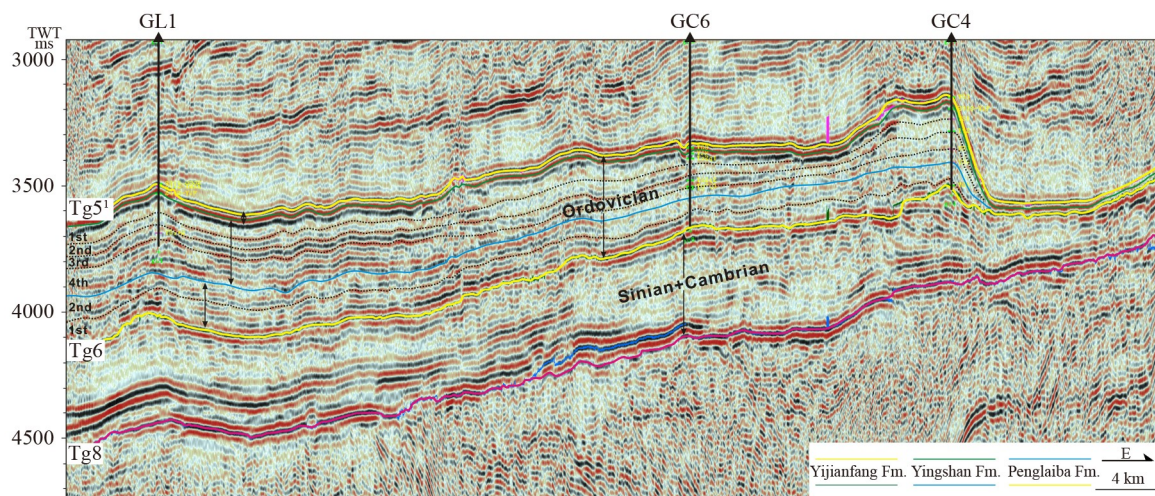 GL1 GC6 GC4
TWT
ms
3000
3500
Tg5¹
1st
2nd
3rd
4th
2nd
1st
4000
Tg6
4500
Tg8
Ordovician
Sinian+Cambrian
E
Yijianfang Fm. Yingshan Fm. Penglaiba Fm.
4 km